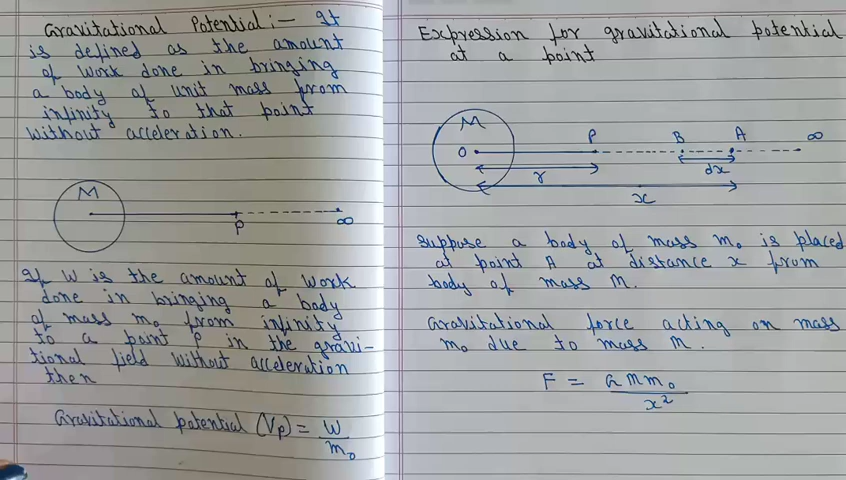 Gravitational Potential:- It
is defined as the amount
of work done in bringing
a body of unit mass from
infinity to that point
without acceleration.
M
P
∞
If W is the amount of work
done in bringing a body
of mass m₀ from infinity
to a point P in the gravi-
tional field without acceleration
then
Gravitational potential (Vp) = W/m₀
Expression for gravitational potential
at a point
M
O P B A ∞
r
dx
x
Suppose a body of mass m₀ is placed
at point A at distance x from
body of mass M.
Gravitational force acting on mass
m₀ due to mass M.
F = GMm₀/x²